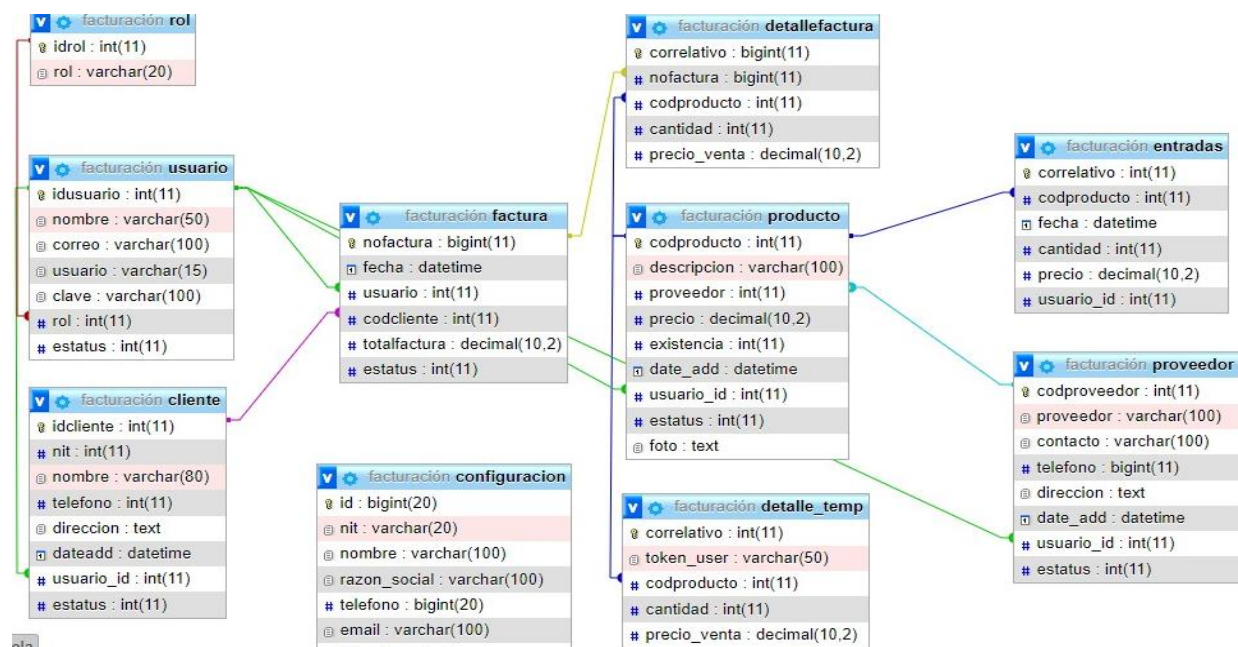 facturación rol
idrol : int(11)
rol : varchar(20)
facturación usuario
idusuario : int(11)
nombre : varchar(50)
correo : varchar(100)
usuario : varchar(15)
clave : varchar(100)
rol : int(11)
estatus : int(11)
facturación cliente
idcliente : int(11)
nit : int(11)
nombre : varchar(80)
telefono : int(11)
direccion : text
dateadd : datetime
usuario_id : int(11)
estatus : int(11)
facturación factura
nofactura : bigint(11)
fecha : datetime
usuario : int(11)
codcliente : int(11)
totalfactura : decimal(10,2)
estatus : int(11)
facturación configuracion
id : bigint(20)
nit : varchar(20)
nombre : varchar(100)
razon_social : varchar(100)
telefono : bigint(20)
email : varchar(100)
facturación detallefactura
correlativo : bigint(11)
nofactura : bigint(11)
codproducto : int(11)
cantidad : int(11)
precio_venta : decimal(10,2)
facturación producto
codproducto : int(11)
descripcion : varchar(100)
proveedor : int(11)
precio : decimal(10,2)
existencia : int(11)
date_add : datetime
usuario_id : int(11)
estatus : int(11)
foto : text
facturación detalle_temp
correlativo : int(11)
token_user : varchar(50)
codproducto : int(11)
cantidad : int(11)
precio_venta : decimal(10,2)
facturación entradas
correlativo : int(11)
codproducto : int(11)
fecha : datetime
cantidad : int(11)
precio : decimal(10,2)
usuario_id : int(11)
facturación proveedor
codproveedor : int(11)
proveedor : varchar(100)
contacto : varchar(100)
telefono : bigint(11)
direccion : text
date_add : datetime
usuario_id : int(11)
estatus : int(11)